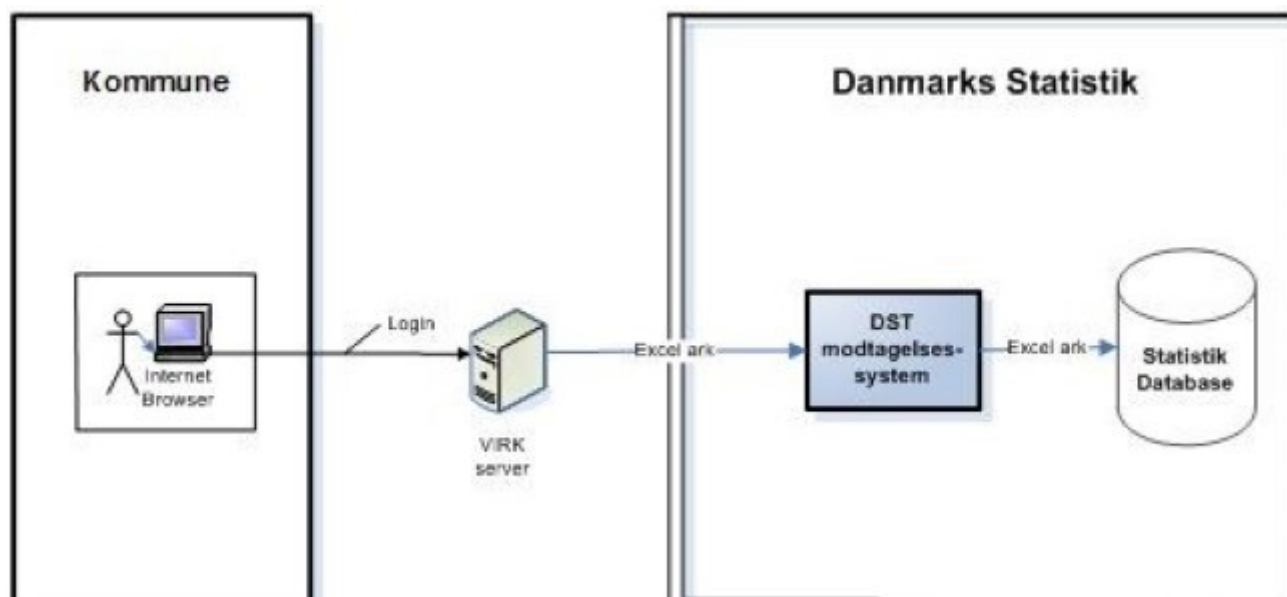 Kommune
Danmarks Statistik
Login
Internet
Browser
VIRK
server
Excel ark
DST
modtagelses-
system
Excel ark
Statistik
Database